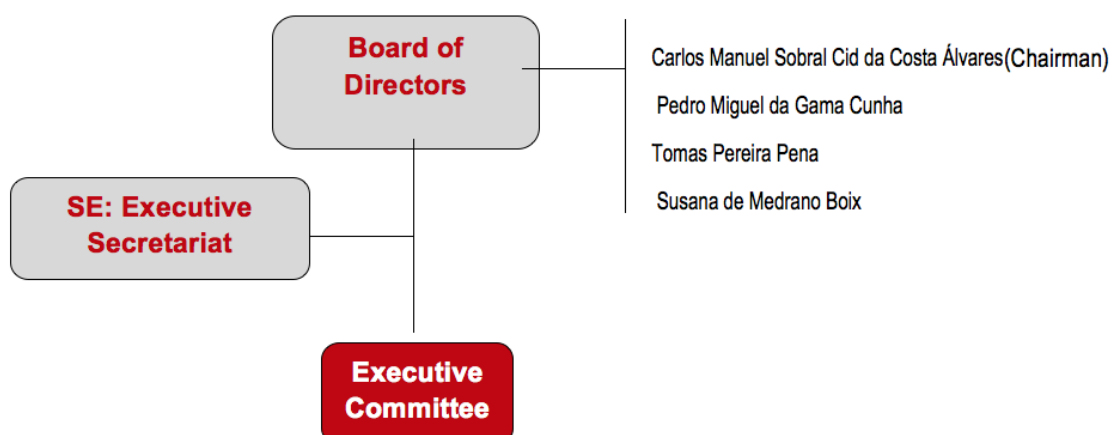 Board of
Directors
Carlos Manuel Sobral Cid da Costa Álvares(Chairman)
Pedro Miguel da Gama Cunha
Tomas Pereira Pena
Susana de Medrano Boix
SE: Executive
Secretariat
Executive
Committee